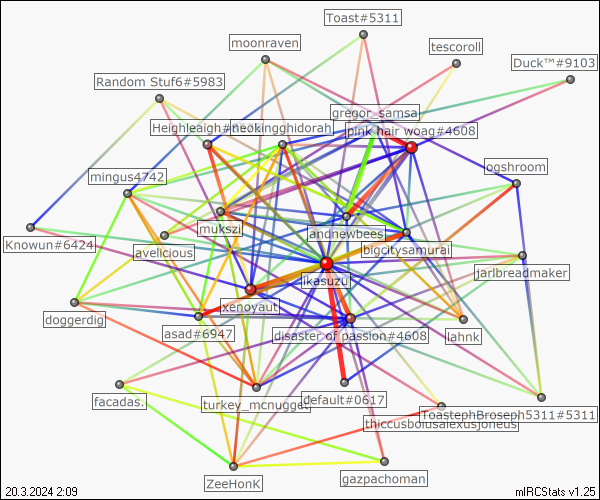 Toast#5311
moonraven
tescoroll
Duck™#9103
Random Stuf6#5983
gregor_samsa
Heighleaigh
neokingghidorah
pink hair woag#4608
ogshroom
mingus4742
mukszi
andnewbees
Knowun#6424
avelicious
bigcitysamurai
ikasuzu
jarlbreadmaker
xenoyaut
doggerdig
asad#6947
disaster of passion#4608
lahnk
facadas.
turkey_mcnugget
default#0617
ToastephBroseph5311#5311
ZeeHonK
gazpachoman
20.3.2024 2:09
mIRCStats v1.25